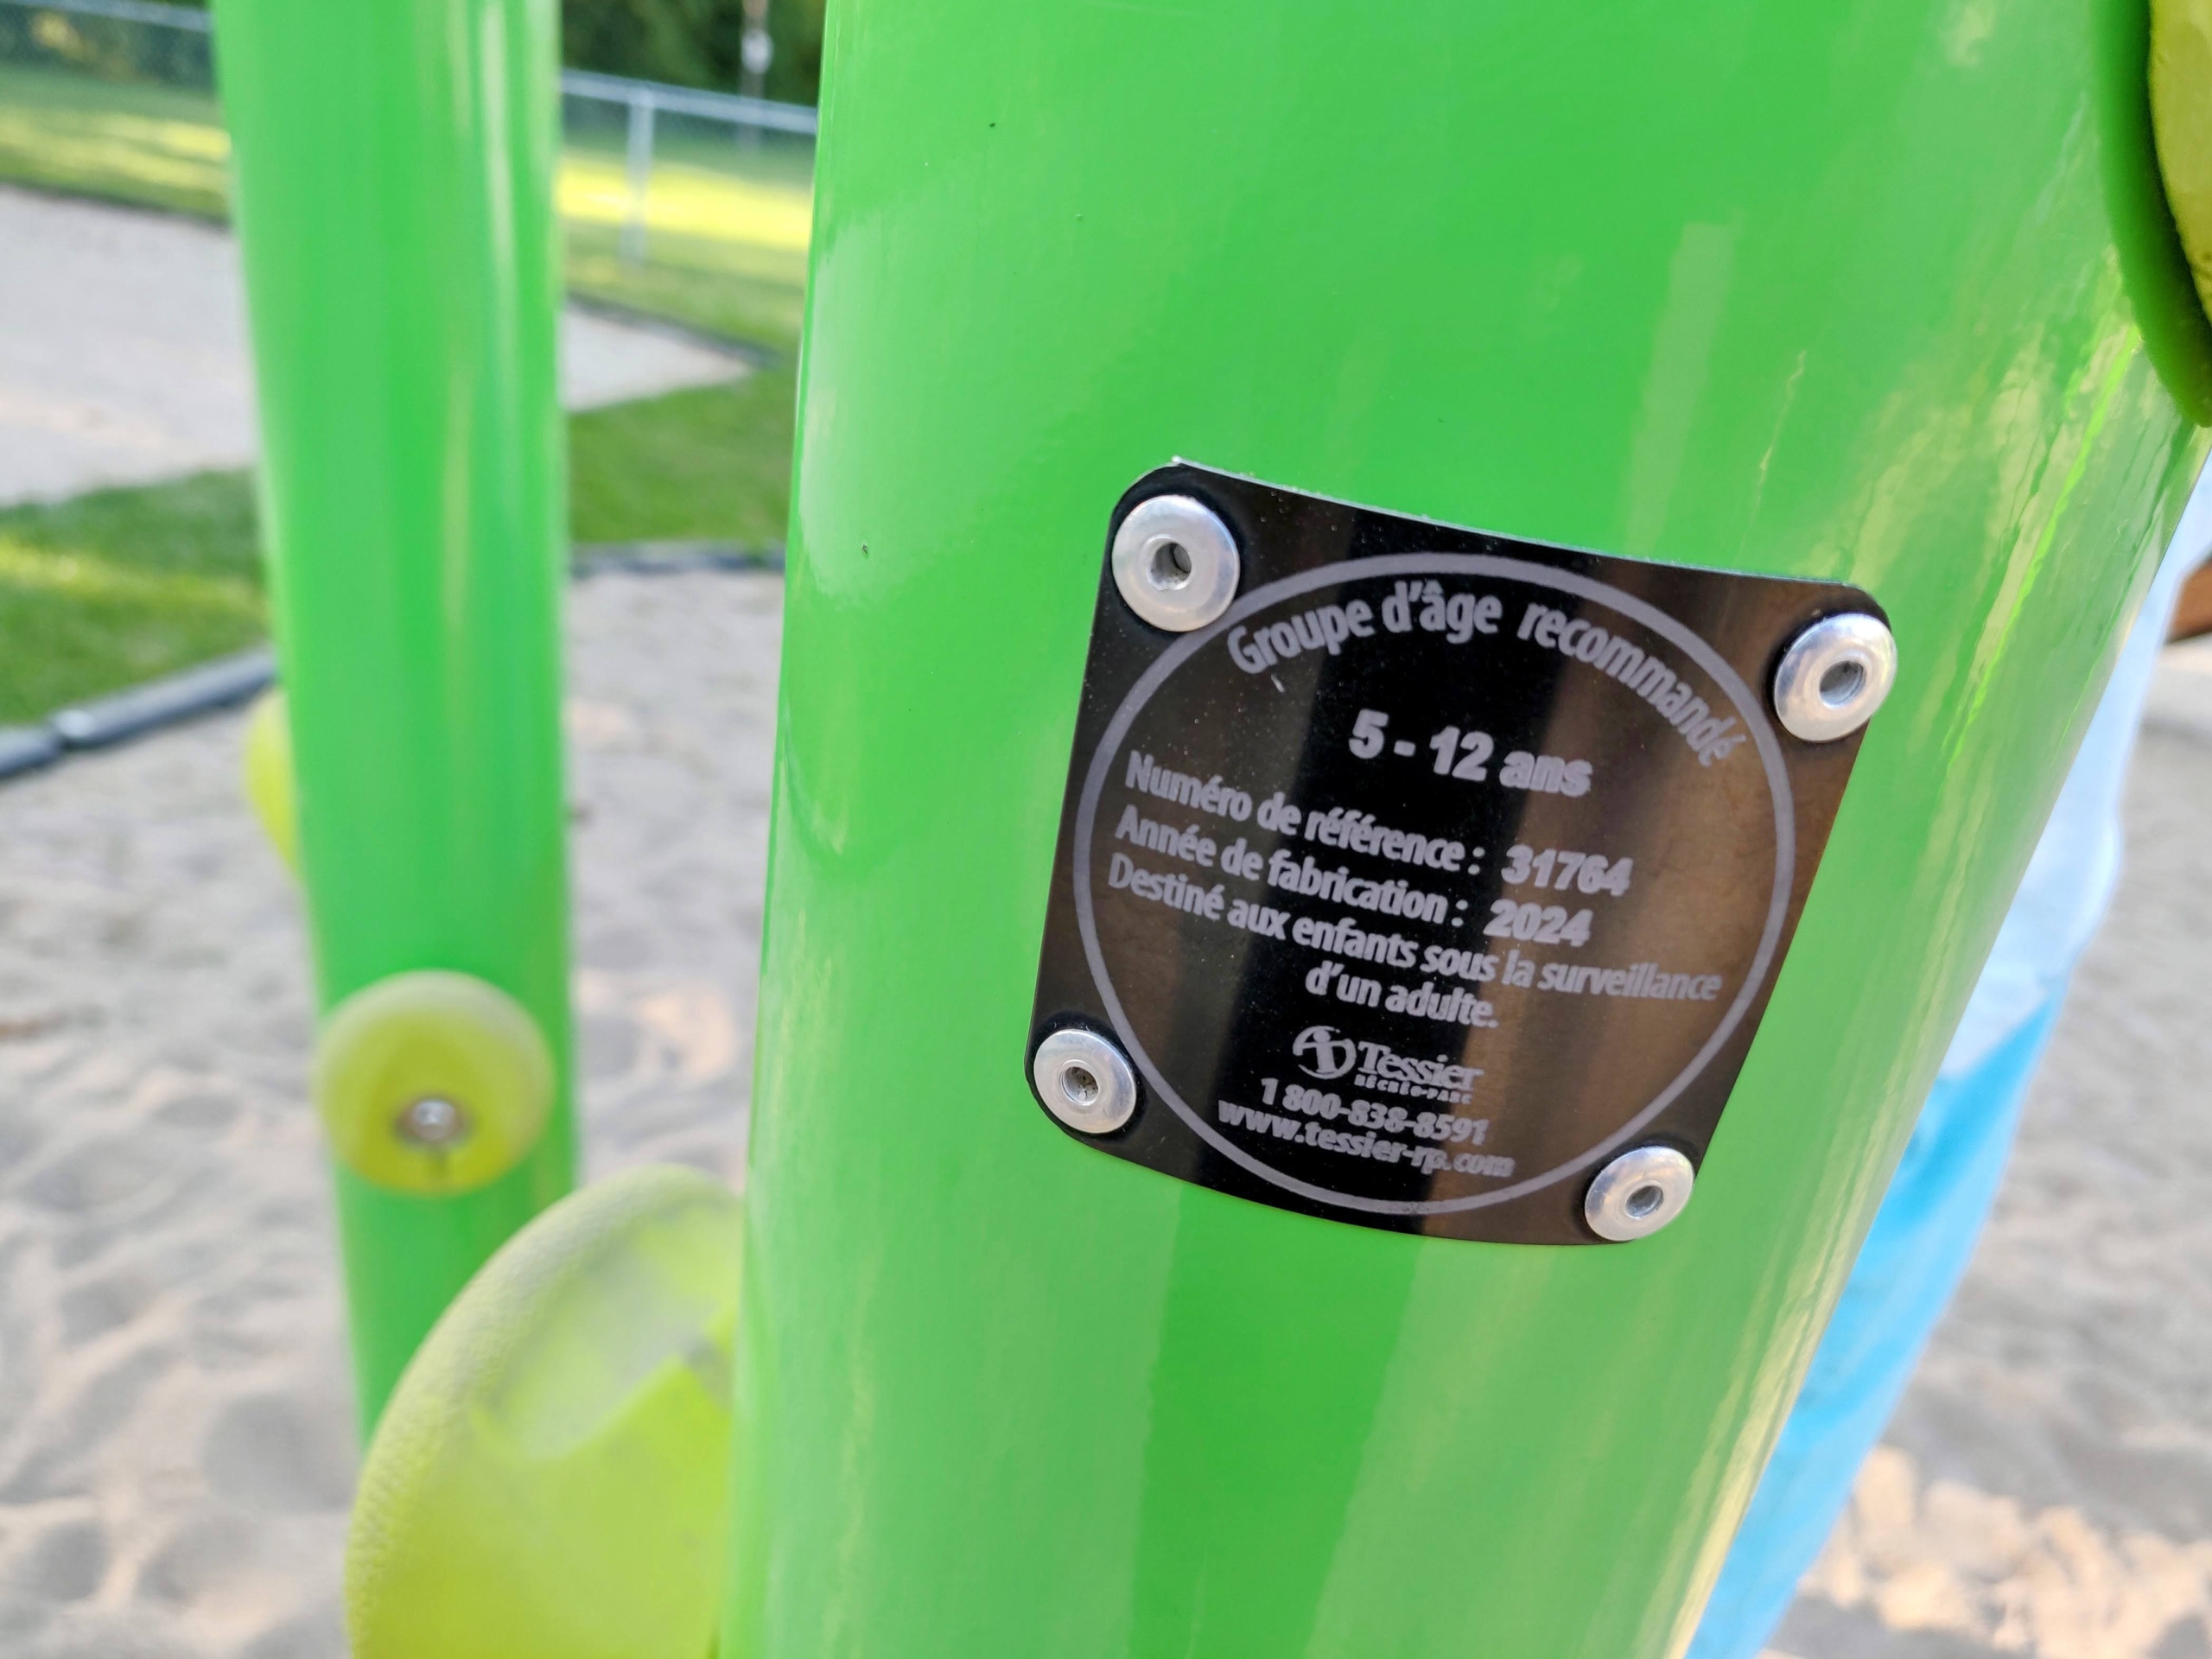 Groupe d'âge recommandé
5 - 12 ans
Numéro de référence : 31764
Année de fabrication : 2024
Destiné aux enfants sous la surveillance
d'un adulte.
Tessier
RÉCRÉO-PARC
1 800-838-8591
www.tessier-rp.com